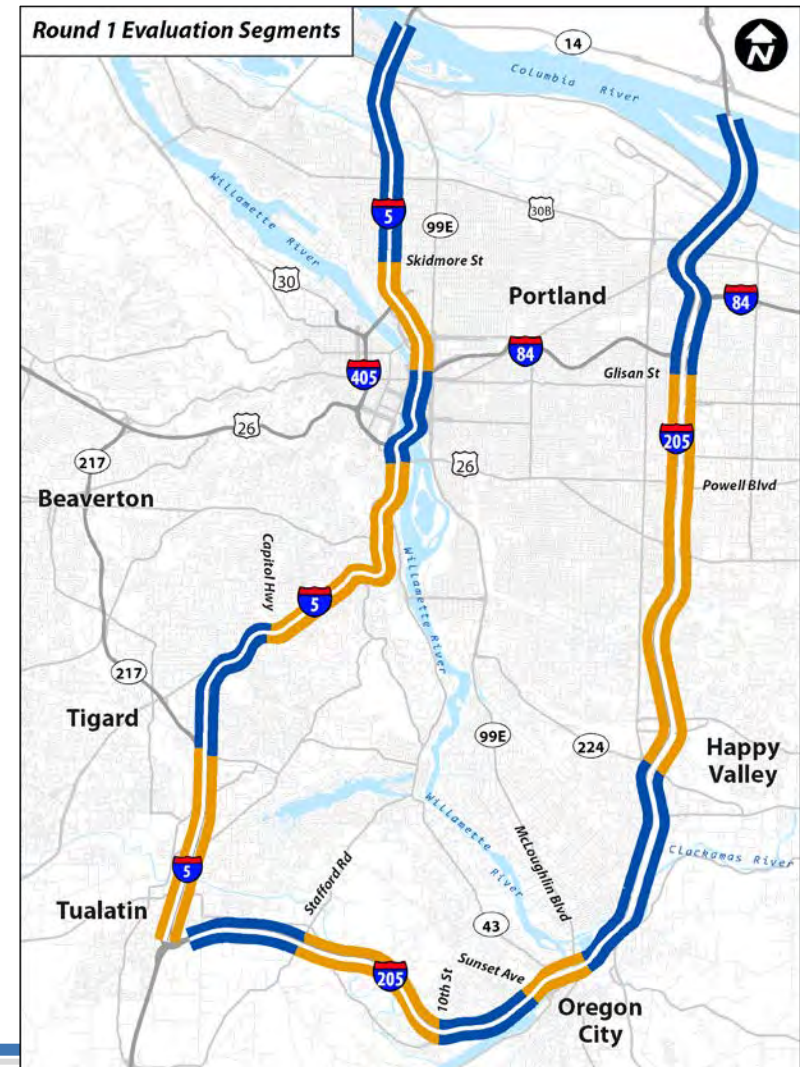 Round 1 Evaluation Segments
N
14
Columbia River
Willamette River
5
99E
30B
Skidmore St
30
Portland
84
84
405
Glisan St
26
205
217
26
Powell Blvd
Beaverton
Capitol Hwy
Willamette River
5
217
Tigard
99E
224
Happy
Valley
Willamette River
McLoughlin Blvd
Clackamas River
Stafford Rd
5
Tualatin
43
Sunset Ave
205
10th St
Oregon
City